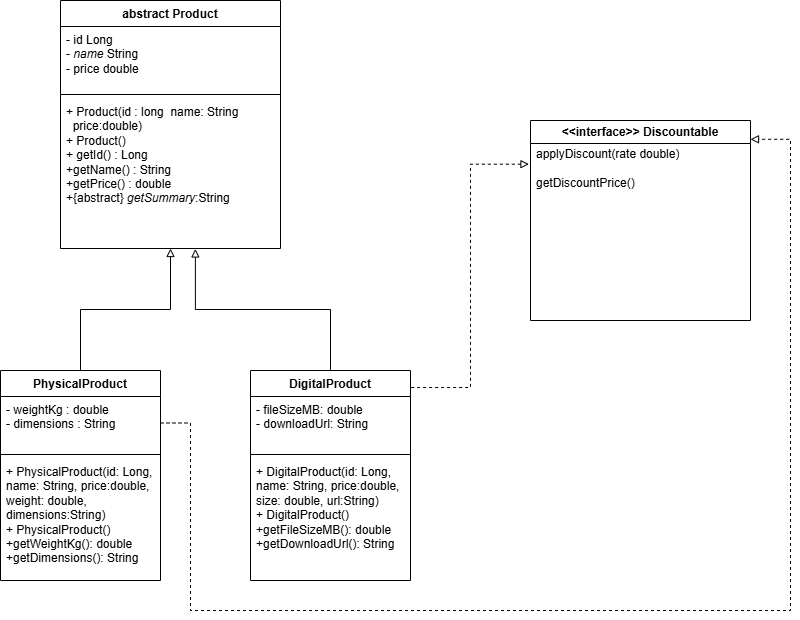 abstract Product
- id Long
- name String
- price double
+ Product(id : long  name: String
price:double)
+ Product()
+ getId() : Long
+getName() : String
+getPrice() : double
+{abstract} getSummary:String
<<interface>> Discountable
applyDiscount(rate double)
getDiscountPrice()
PhysicalProduct
- weightKg : double
- dimensions : String
+ PhysicalProduct(id: Long,
name: String, price:double,
weight: double,
dimensions:String)
+ PhysicalProduct()
+getWeightKg(): double
+getDimensions(): String
DigitalProduct
- fileSizeMB: double
- downloadUrl: String
+ DigitalProduct(id: Long,
name: String, price:double,
size: double, url:String)
+ DigitalProduct()
+getFileSizeMB(): double
+getDownloadUrl(): String